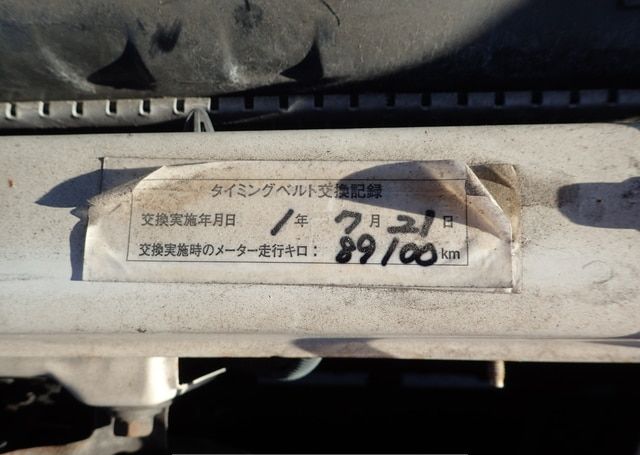 タイミングベルト交換記録
交換実施年月日 1年 7月 21日
交換実施時のメーター走行キロ： 89100km